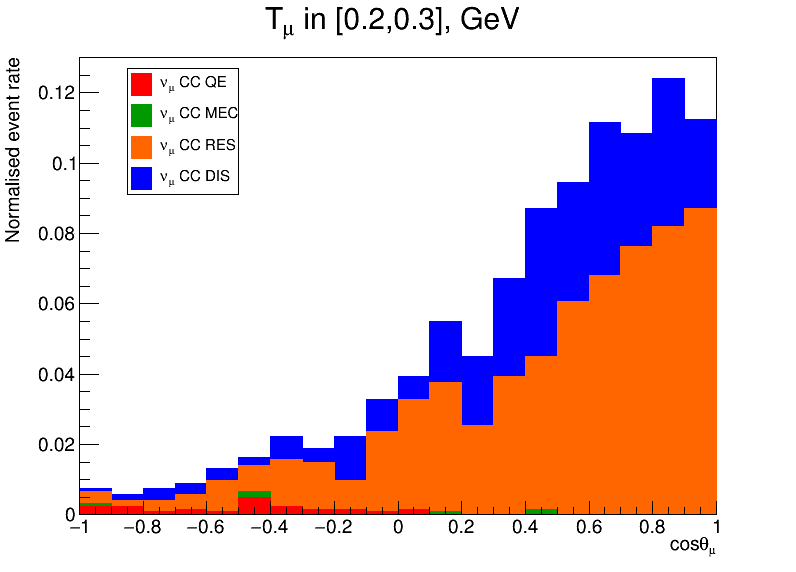 Tμ in [0.2,0.3], GeV
Normalised event rate
νμ CC QE
νμ CC MEC
νμ CC RES
νμ CC DIS
0.12
0.1
0.08
0.06
0.04
0.02
0
−1 −0.8 −0.6 −0.4 −0.2 0 0.2 0.4 0.6 0.8 1
cosθμ